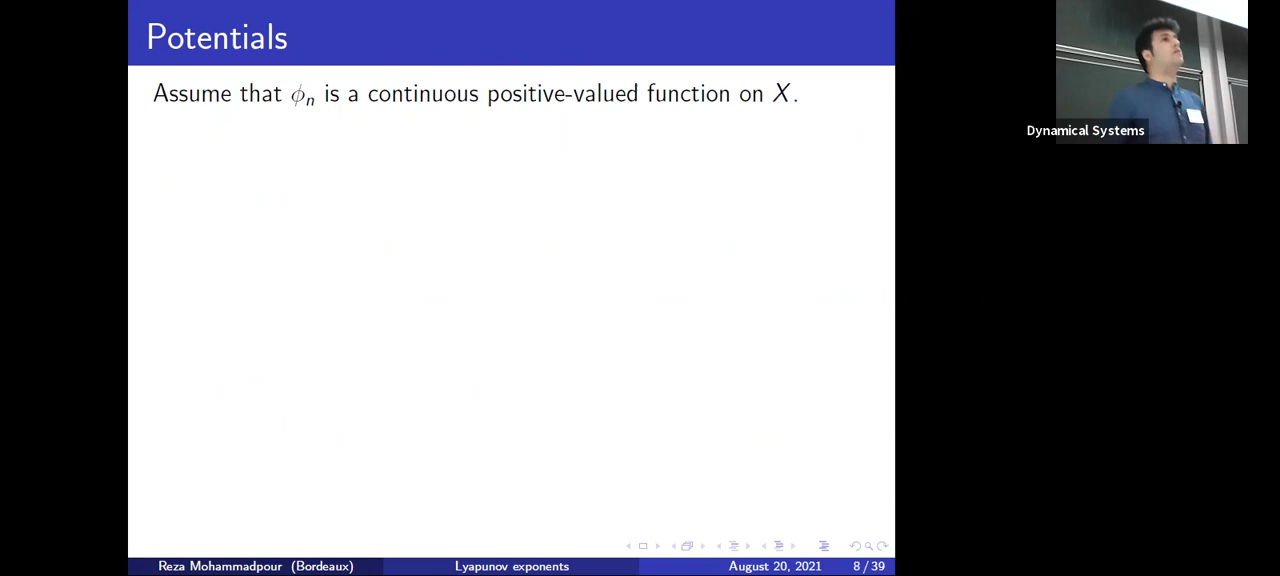 Potentials
Assume that ϕn is a continuous positive-valued function on X.
Dynamical Systems
Reza Mohammadpour (Bordeaux) Lyapunov exponents August 20, 2021 8 / 39